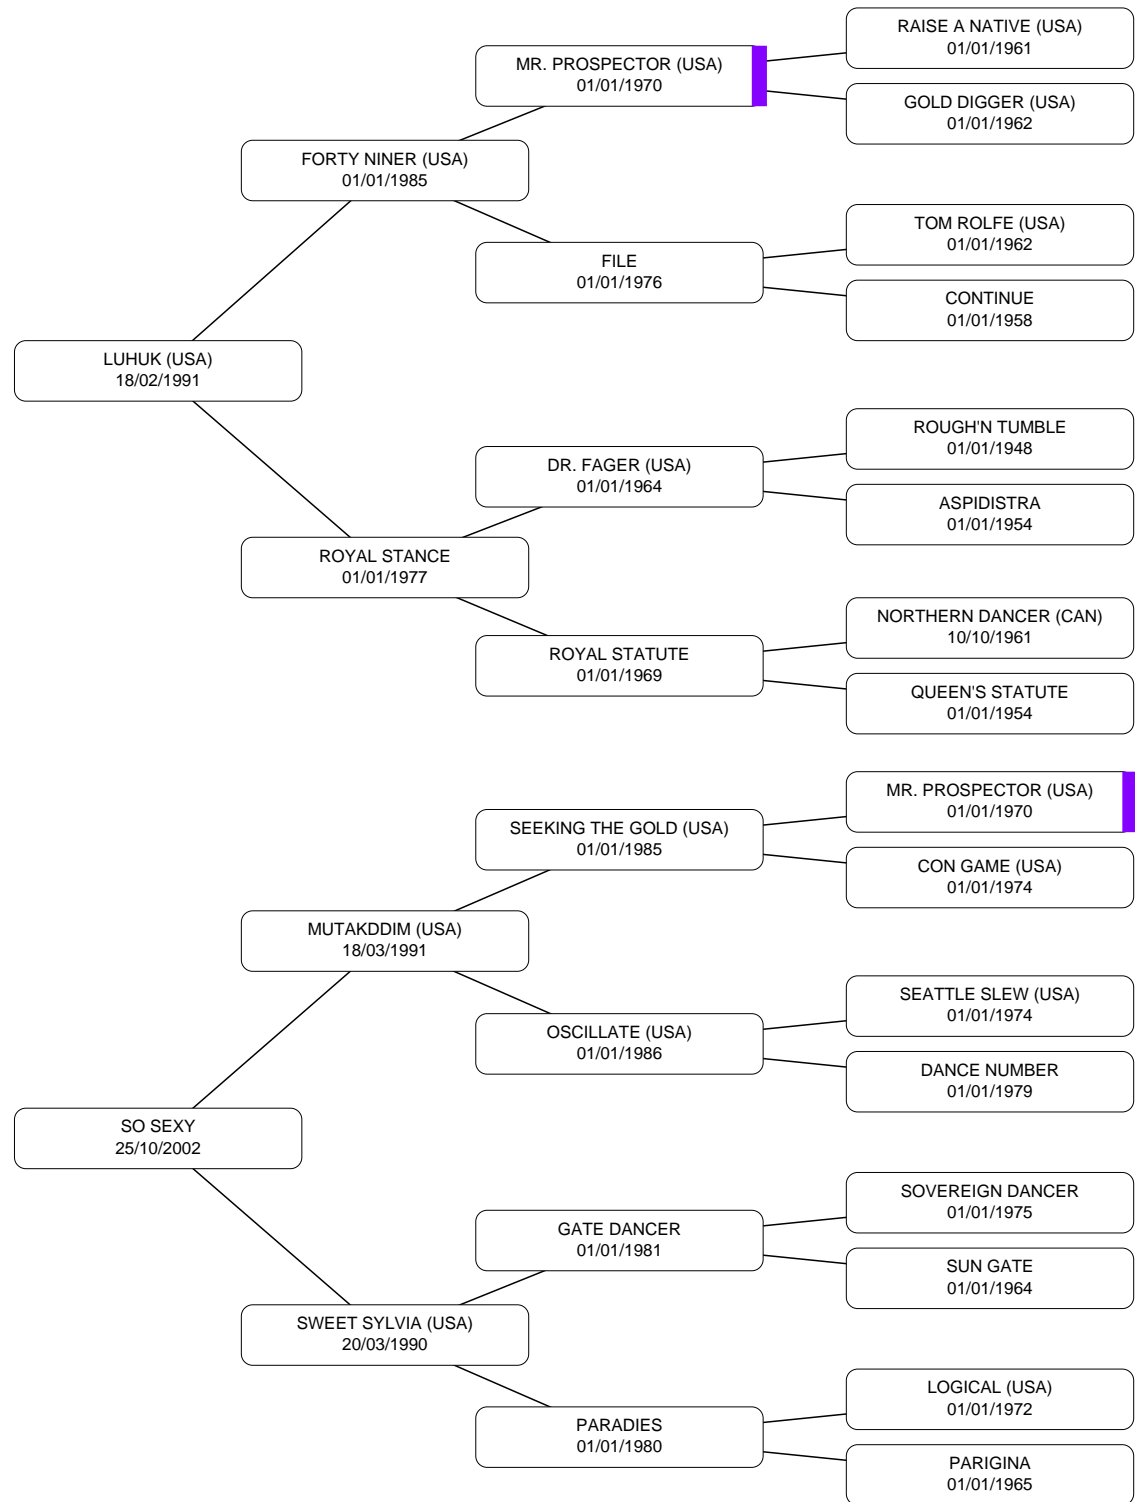 RAISE A NATIVE (USA)
01/01/1961
MR. PROSPECTOR (USA)
01/01/1970
GOLD DIGGER (USA)
01/01/1962
FORTY NINER (USA)
01/01/1985
TOM ROLFE (USA)
01/01/1962
FILE
01/01/1976
CONTINUE
01/01/1958
LUHUK (USA)
18/02/1991
ROUGH'N TUMBLE
01/01/1948
DR. FAGER (USA)
01/01/1964
ASPIDISTRA
01/01/1954
ROYAL STANCE
01/01/1977
NORTHERN DANCER (CAN)
10/10/1961
ROYAL STATUTE
01/01/1969
QUEEN'S STATUTE
01/01/1954
MR. PROSPECTOR (USA)
01/01/1970
SEEKING THE GOLD (USA)
01/01/1985
CON GAME (USA)
01/01/1974
MUTAKDDIM (USA)
18/03/1991
SEATTLE SLEW (USA)
01/01/1974
OSCILLATE (USA)
01/01/1986
DANCE NUMBER
01/01/1979
SO SEXY
25/10/2002
SOVEREIGN DANCER
01/01/1975
GATE DANCER
01/01/1981
SUN GATE
01/01/1964
SWEET SYLVIA (USA)
20/03/1990
LOGICAL (USA)
01/01/1972
PARADIES
01/01/1980
PARIGINA
01/01/1965